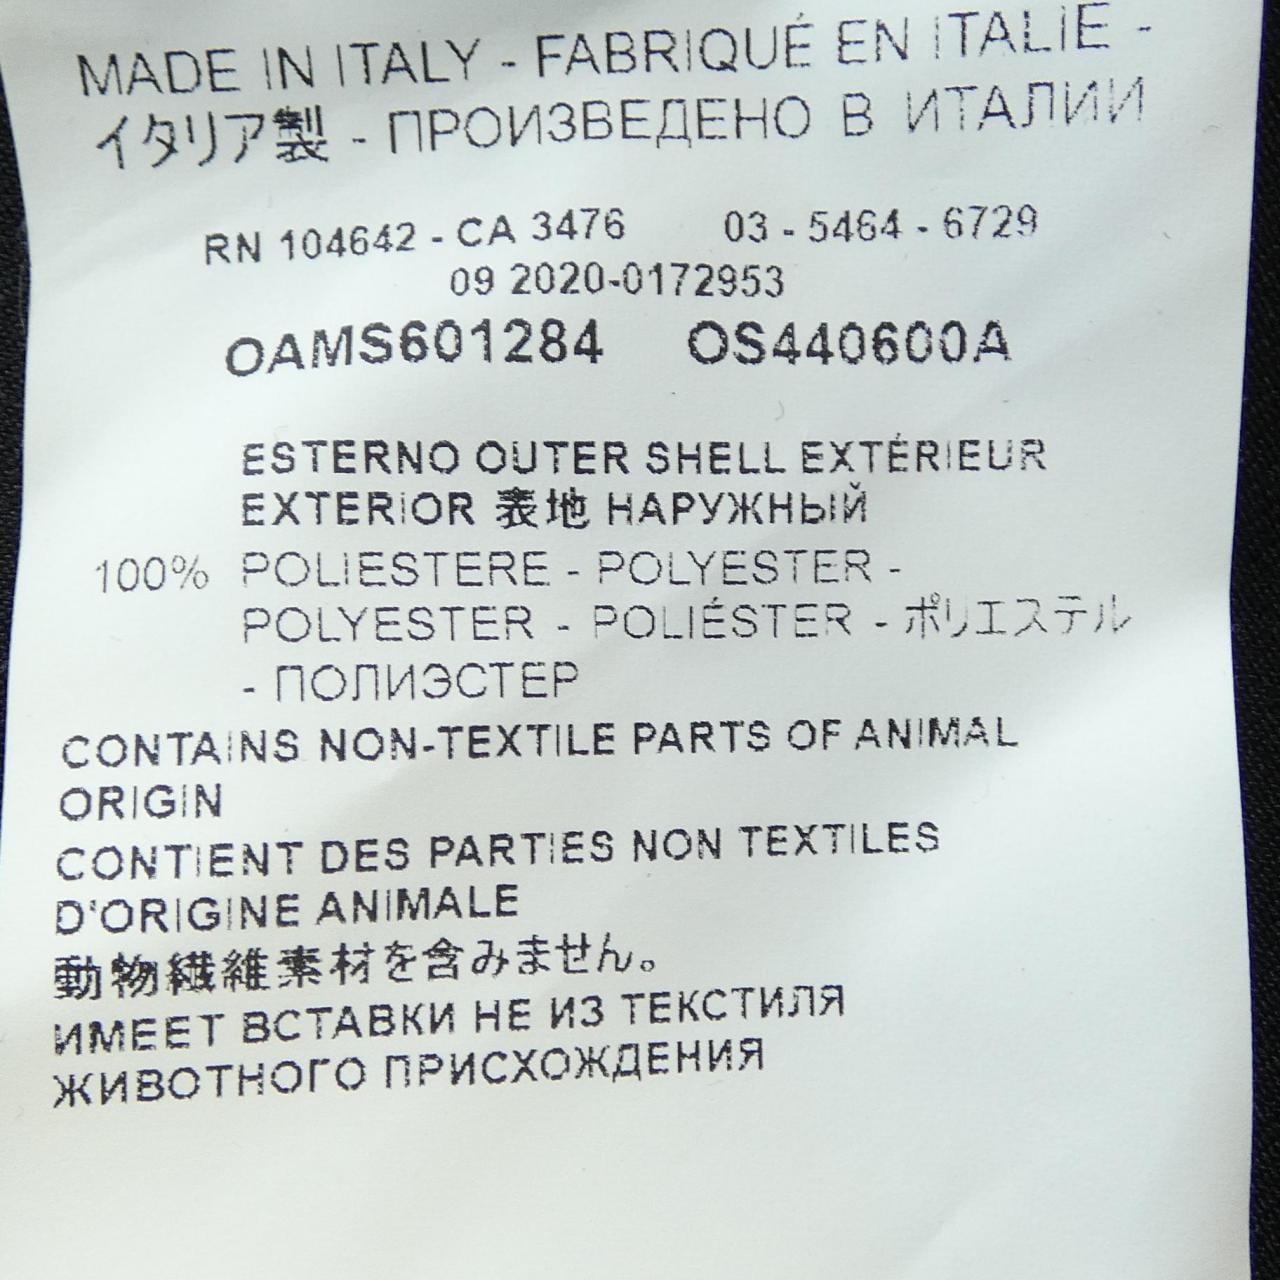 MADE IN ITALY - FABRIQUÉ EN ITALIE -
イタリア製 - ПРОИЗВЕДЕНО В ИТАЛИИ
RN 104642 - CA 3476 03 - 5464 - 6729
09 2020-0172953
OAMS601284 OS440600A
ESTERNO OUTER SHELL EXTÉRIEUR
EXTERIOR 表地 НАРУЖНЫЙ
100% POLIESTERE - POLYESTER -
POLYESTER - POLIÉSTER - ポリエステル
- ПОЛИЭСТЕР
CONTAINS NON-TEXTILE PARTS OF ANIMAL
ORIGIN
CONTIENT DES PARTIES NON TEXTILES
D'ORIGINE ANIMALE
動物繊維素材を含みません。
ИМЕЕТ ВСТАВКИ НЕ ИЗ ТЕКСТИЛЯ
ЖИВОТНОГО ПРИСХОЖДЕНИЯ